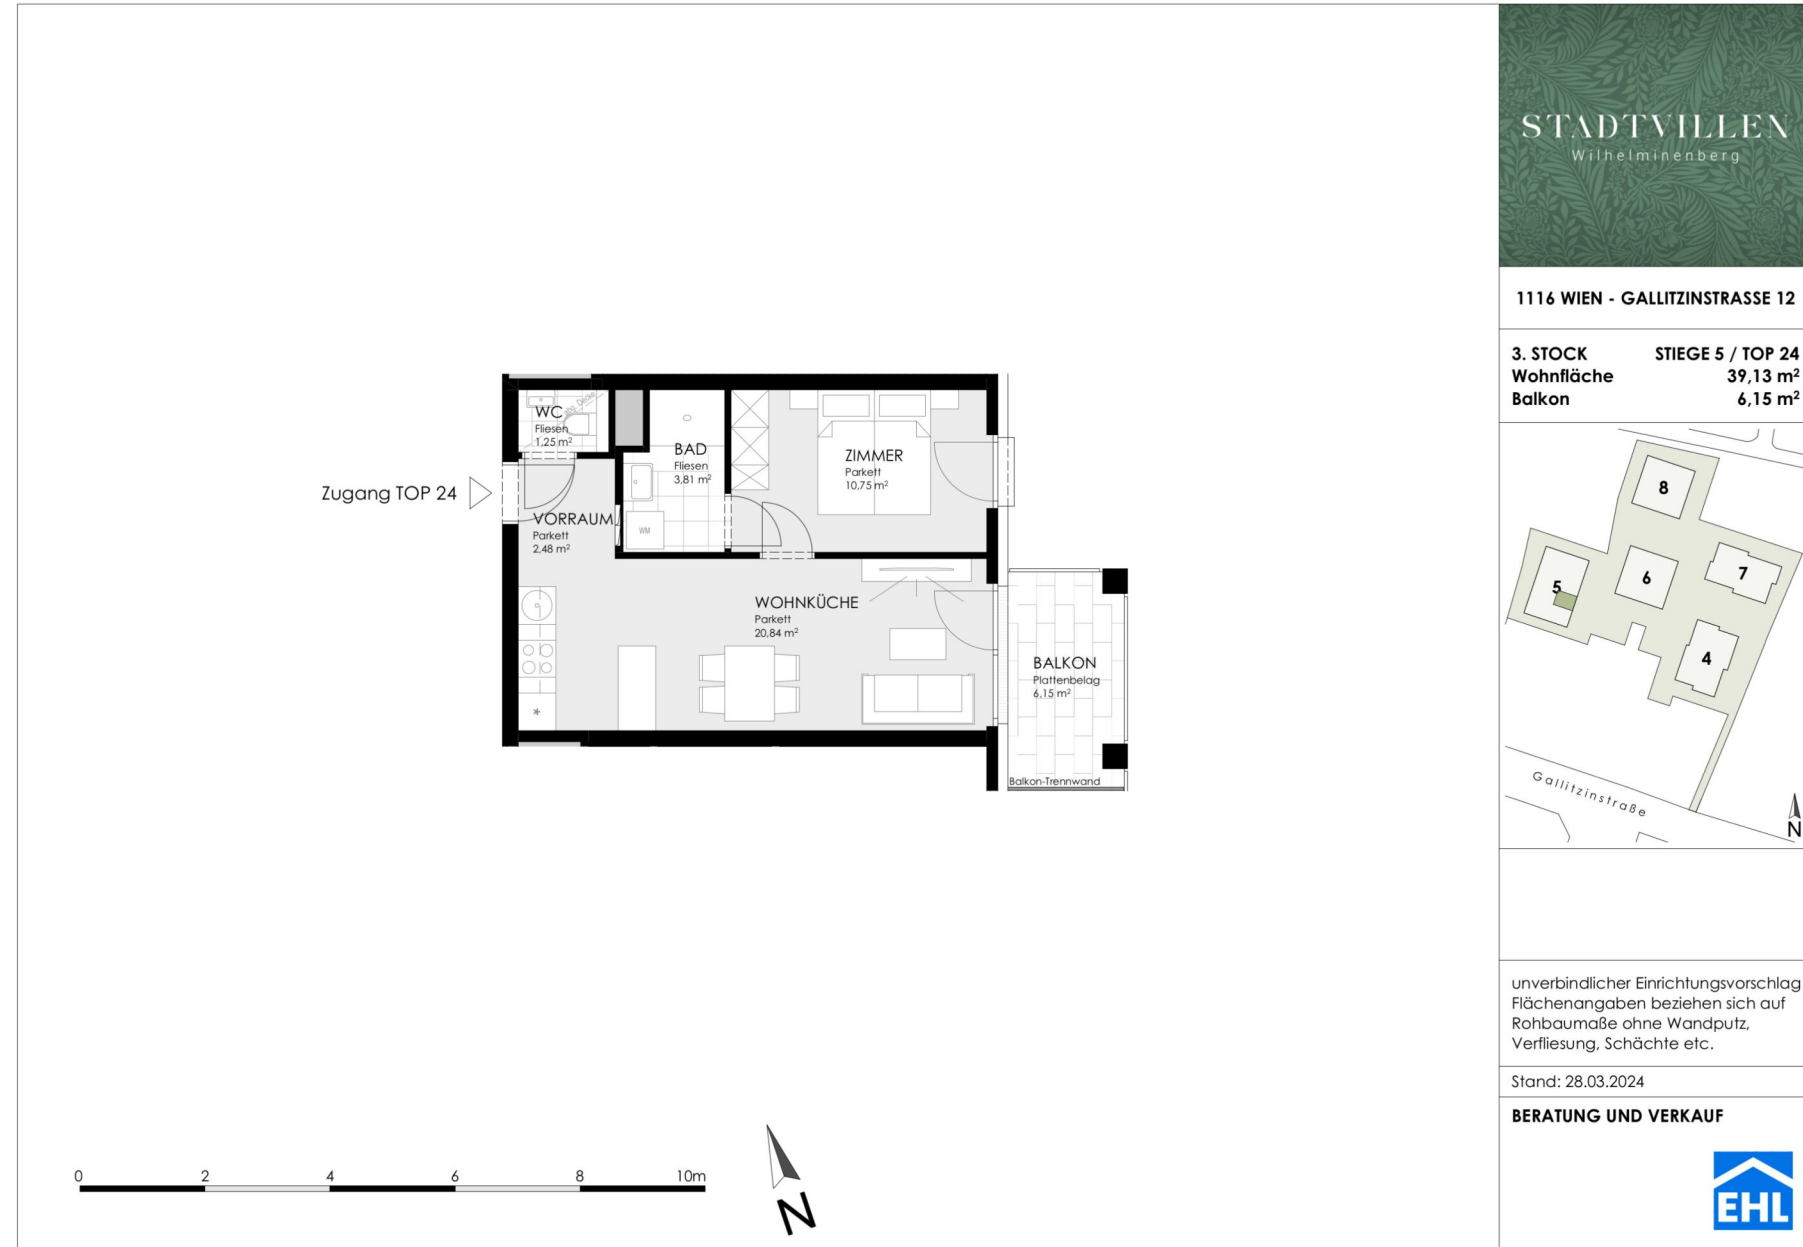 STADTVILLEN
Wilhelminenberg
1116 WIEN - GALLITZINSTRASSE 12
3. STOCK STIEGE 5 / TOP 24
Wohnfläche 39,13 m²
Balkon 6,15 m²
8
5
6
7
4
Gallitzinstraße
N
unverbindlicher Einrichtungsvorschlag
Flächenangaben beziehen sich auf
Rohbaumaße ohne Wandputz,
Verfliesung, Schächte etc.
Stand: 28.03.2024
BERATUNG UND VERKAUF
EHL
Zugang TOP 24
WC
Fliesen
1,25 m²
abg. Decke
BAD
Fliesen
3,81 m²
WM
ZIMMER
Parkett
10,75 m²
VORRAUM
Parkett
2,48 m²
WOHNKÜCHE
Parkett
20,84 m²
BALKON
Plattenbelag
6,15 m²
Balkon-Trennwand
0 2 4 6 8 10m
N